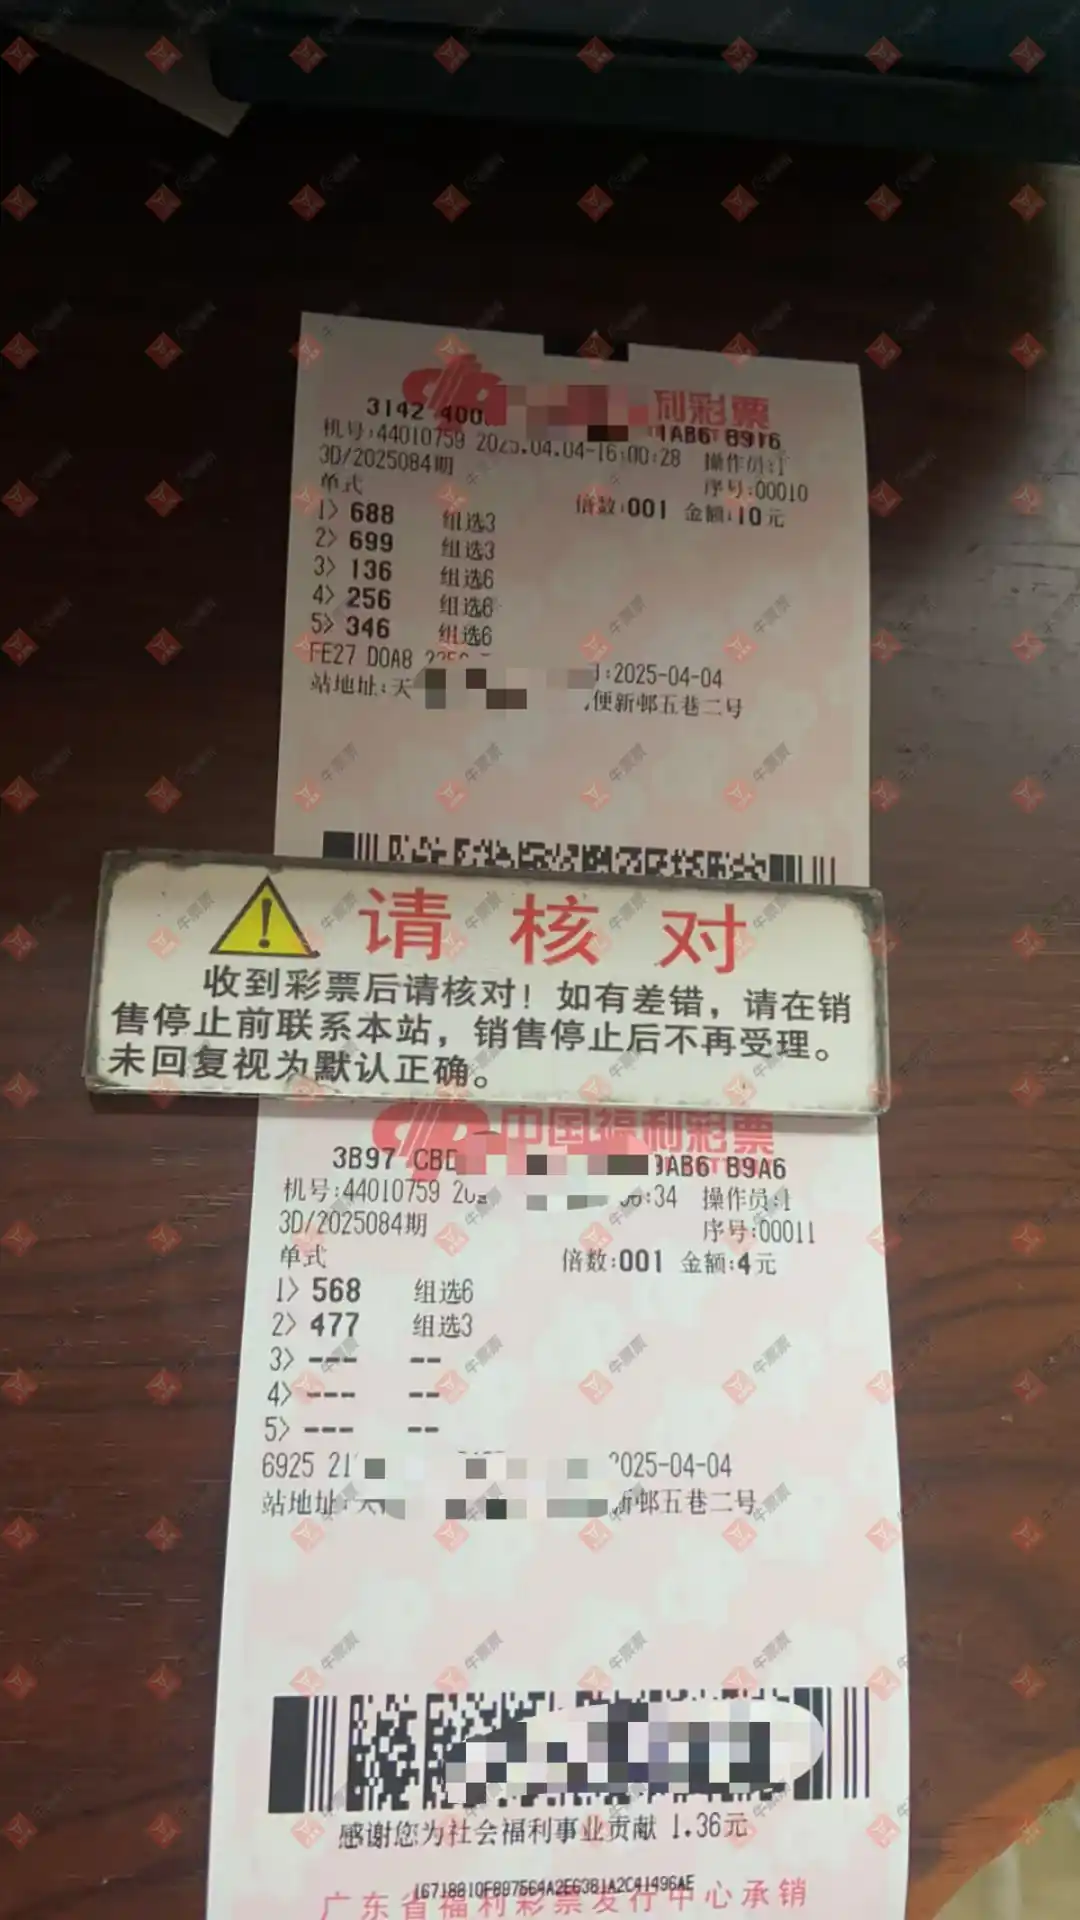 利彩票
3142 400
1AB6 B9F6
机号:44010759 2025.04.04-16:00:28 操作员:1
3D/2025084期
序号:00010
单式
倍数:001 金额:10元
1> 688 组选3
2> 699 组选3
3> 136 组选6
4> 256 组选6
5> 346 组选6
FE27 D0A8
:2025-04-04
站地址:天
便新邨五巷二号
请核对
收到彩票后请核对!如有差错,请在销
售停止前联系本站,销售停止后不再受理。
未回复视为默认正确。
中国福利彩票
3B97 CBD
9AB6 B9A6
机号:44010759 20
:34 操作员:1
3D/2025084期
序号:00011
单式
倍数:001 金额:4元
1> 568 组选6
2> 477 组选3
3> --- --
4> --- --
5> --- --
6925 21
2025-04-04
站地址:天
新邨五巷二号
感谢您为社会福利事业贡献 1.36元
广东省福利彩票发行中心承销
牛票票